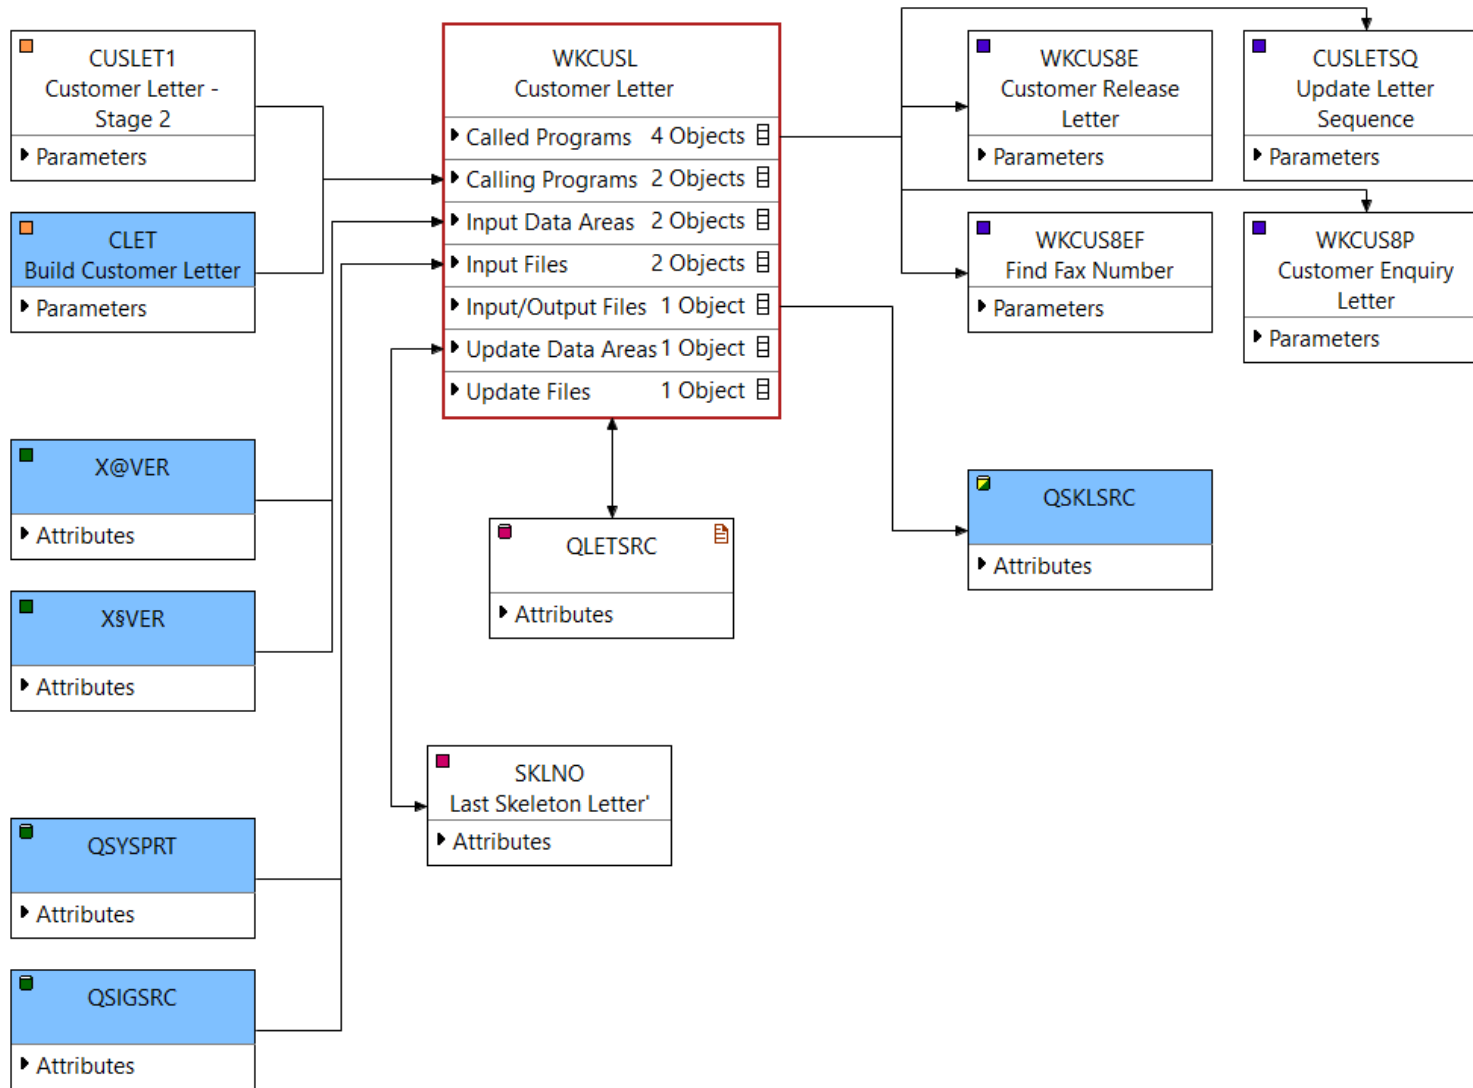 CUSLET1
Customer Letter -
Stage 2
Parameters
CLET
Build Customer Letter
Parameters
X@VER
Attributes
X§VER
Attributes
QSYSPRT
Attributes
QSIGSRC
Attributes
WKCUSL
Customer Letter
Called Programs 4 Objects
Calling Programs 2 Objects
Input Data Areas 2 Objects
Input Files 2 Objects
Input/Output Files 1 Object
Update Data Areas 1 Object
Update Files 1 Object
QLETSRC
Attributes
SKLNO
Last Skeleton Letter'
Attributes
WKCUS8E
Customer Release
Letter
Parameters
CUSLETSQ
Update Letter
Sequence
Parameters
WKCUS8EF
Find Fax Number
Parameters
WKCUS8P
Customer Enquiry
Letter
Parameters
QSKLSRC
Attributes